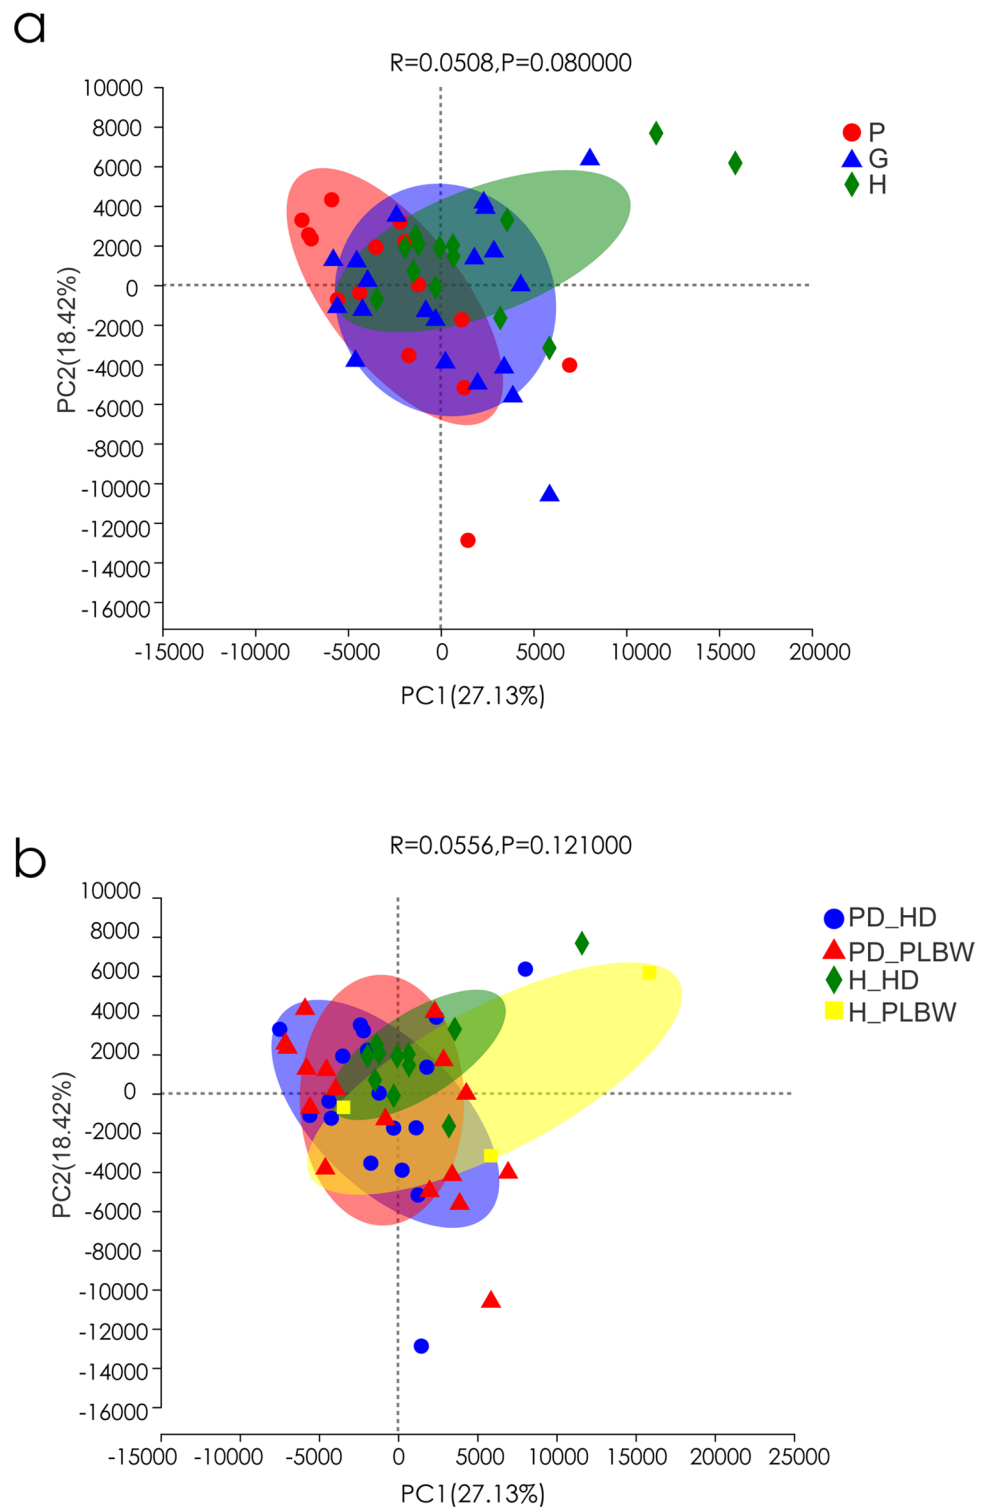 a
R=0.0508,P=0.080000
10000
8000
6000
4000
2000
0
-2000
-4000
-6000
-8000
-10000
-12000
-14000
-16000
PC2(18.42%)
P
G
H
-15000 -10000 -5000 0 5000 10000 15000 20000
PC1(27.13%)
b
R=0.0556,P=0.121000
10000
8000
6000
4000
2000
0
-2000
-4000
-6000
-8000
-10000
-12000
-14000
-16000
PC2(18.42%)
PD_HD
PD_PLBW
H_HD
H_PLBW
-15000 -10000 -5000 0 5000 10000 15000 20000 25000
PC1(27.13%)